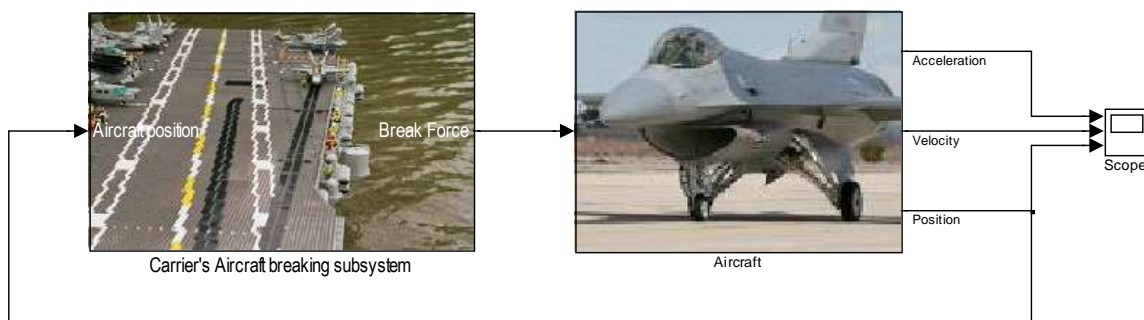 Aircraft position
Break Force
Carrier's Aircraft breaking subsystem
Acceleration
Velocity
Position
Aircraft
Scope